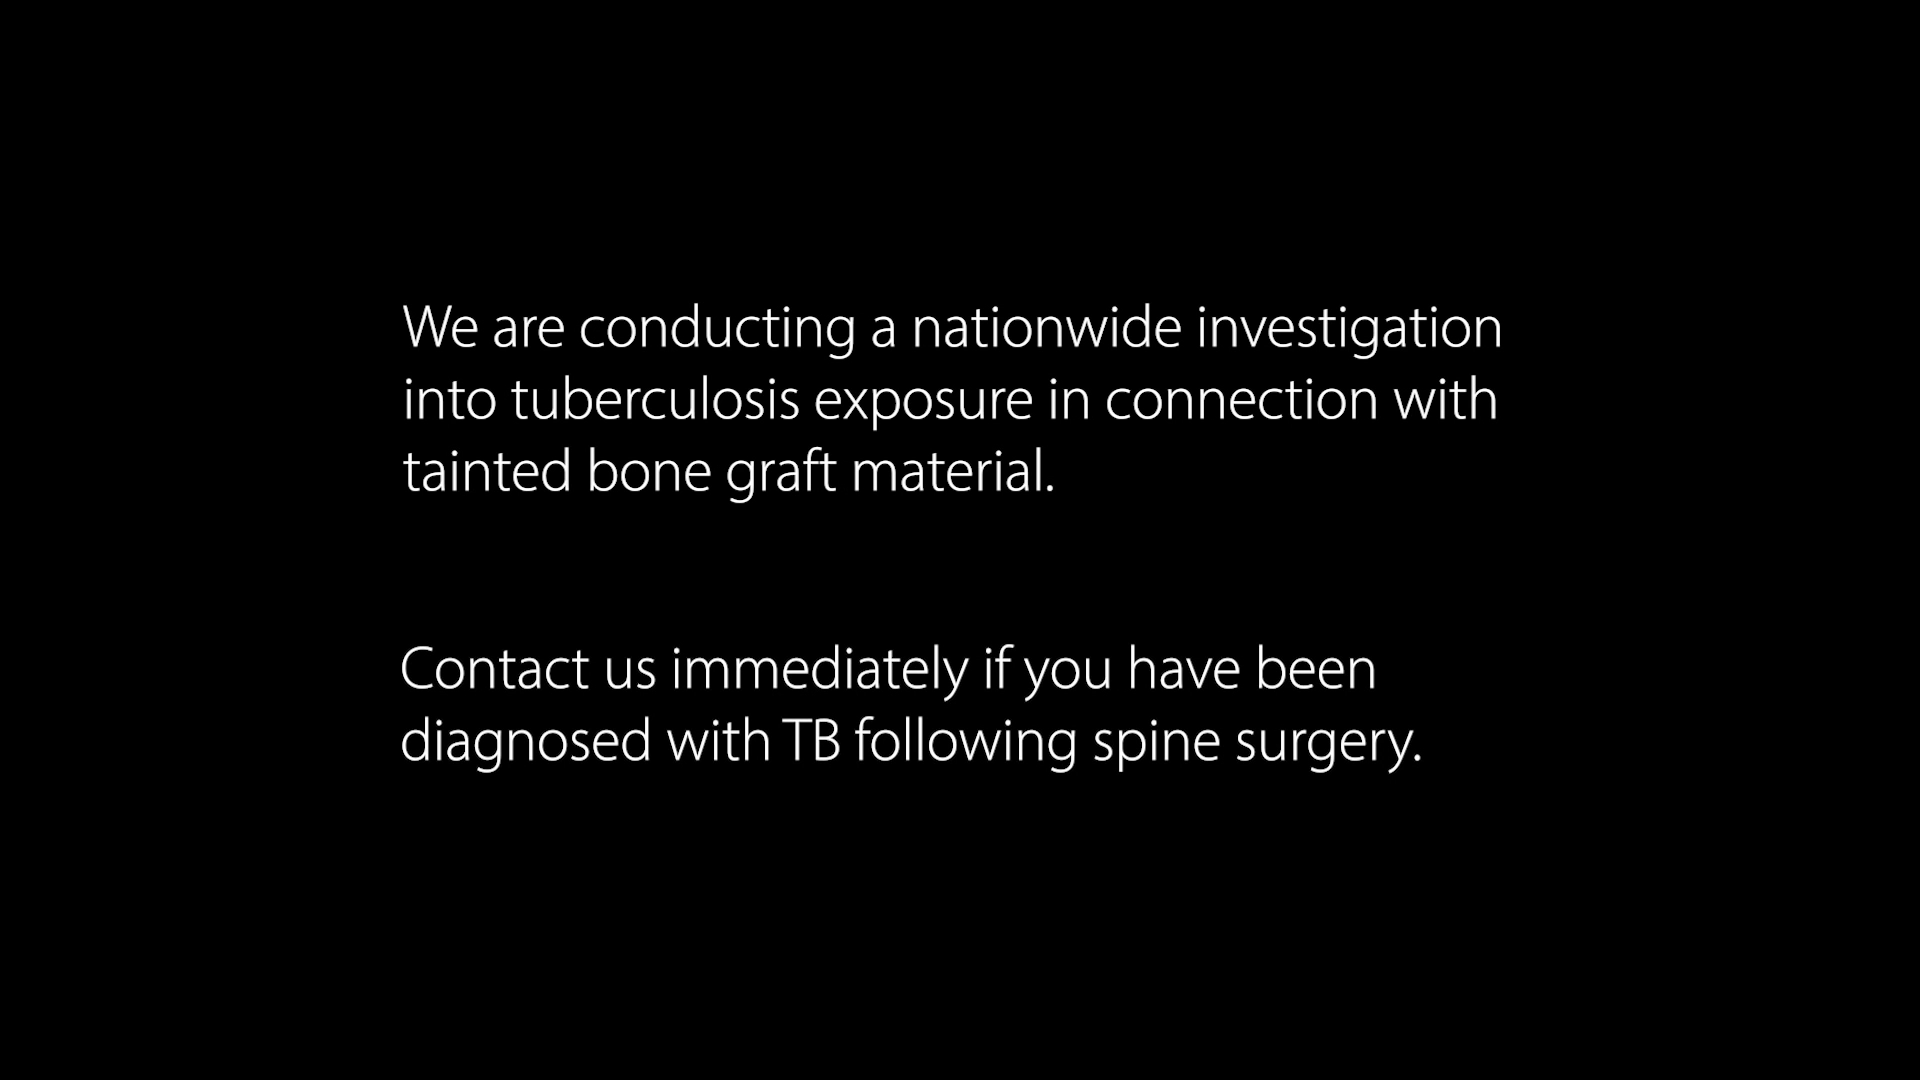 We are conducting a nationwide investigation
into tuberculosis exposure in connection with
tainted bone graft material.
Contact us immediately if you have been
diagnosed with TB following spine surgery.